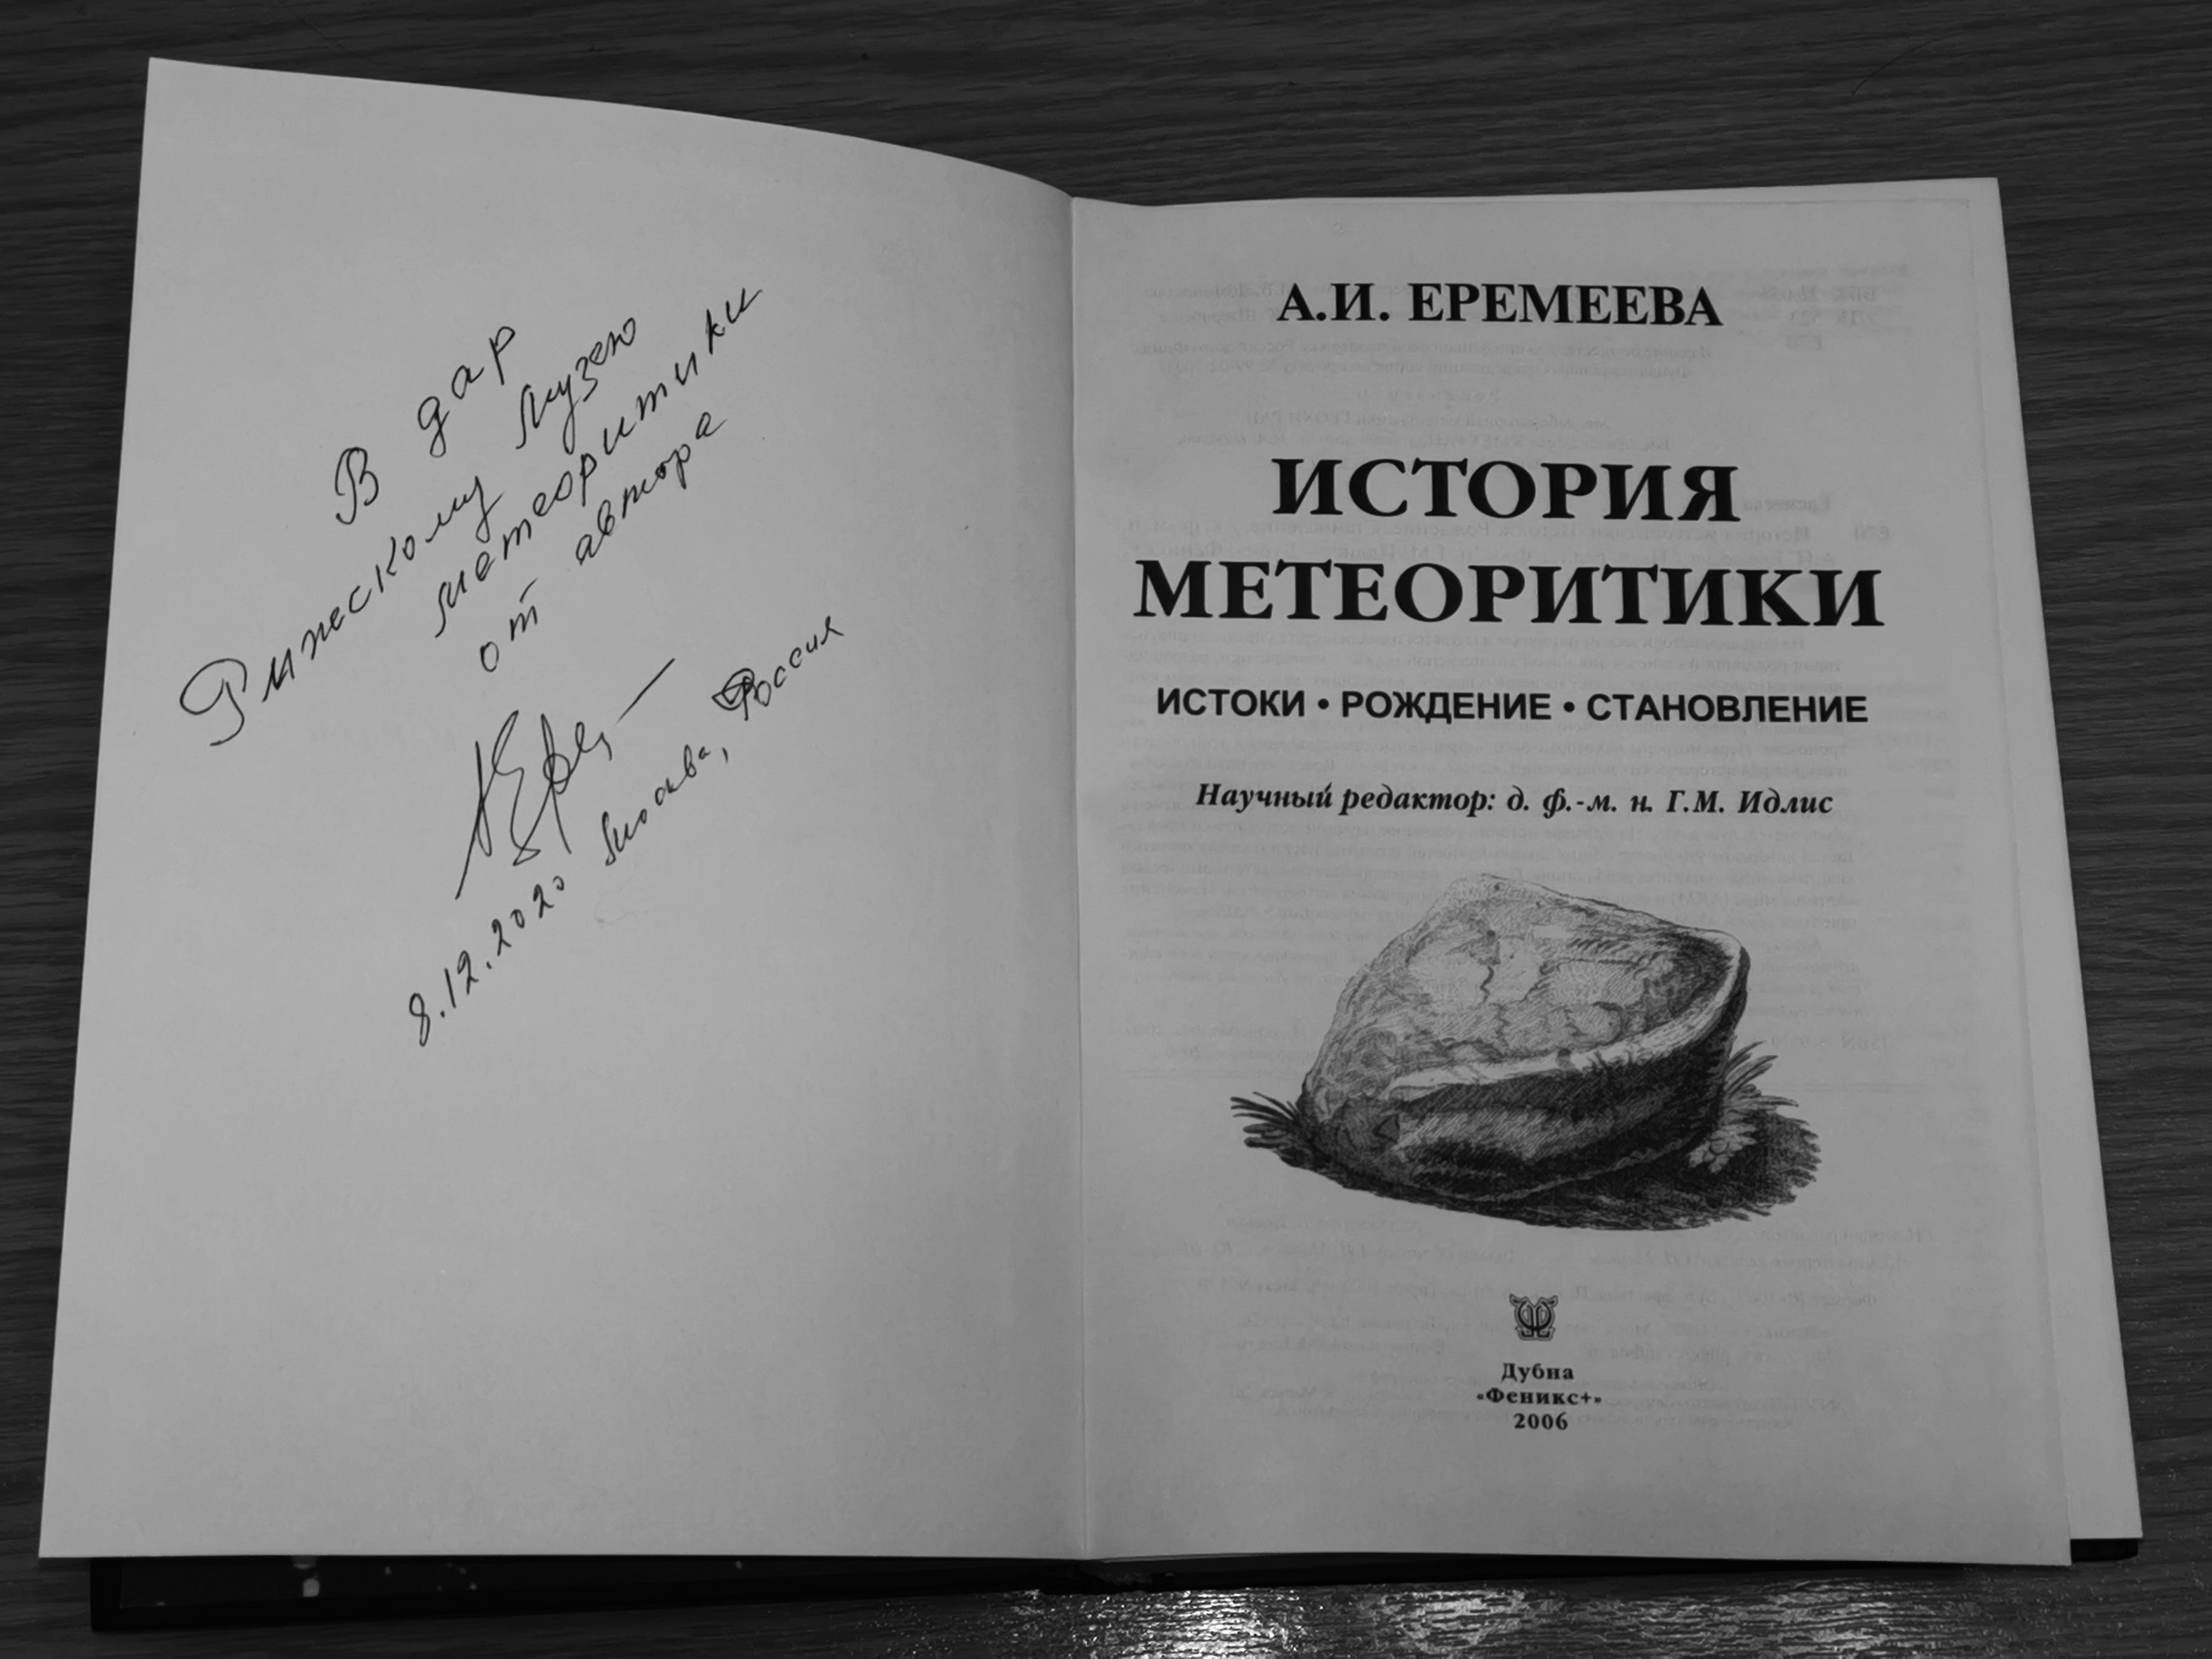 В дар
Рижескому Музею
метеоритики
от автора
8.12.2020 Москва, Россия
А.И. ЕРЕМЕЕВА
ИСТОРИЯ
МЕТЕОРИТИКИ
ИСТОКИ • РОЖДЕНИЕ • СТАНОВЛЕНИЕ
Научный редактор: д. ф.-м. н. Г.М. Идлис
Дубна
«Феникс+»
2006